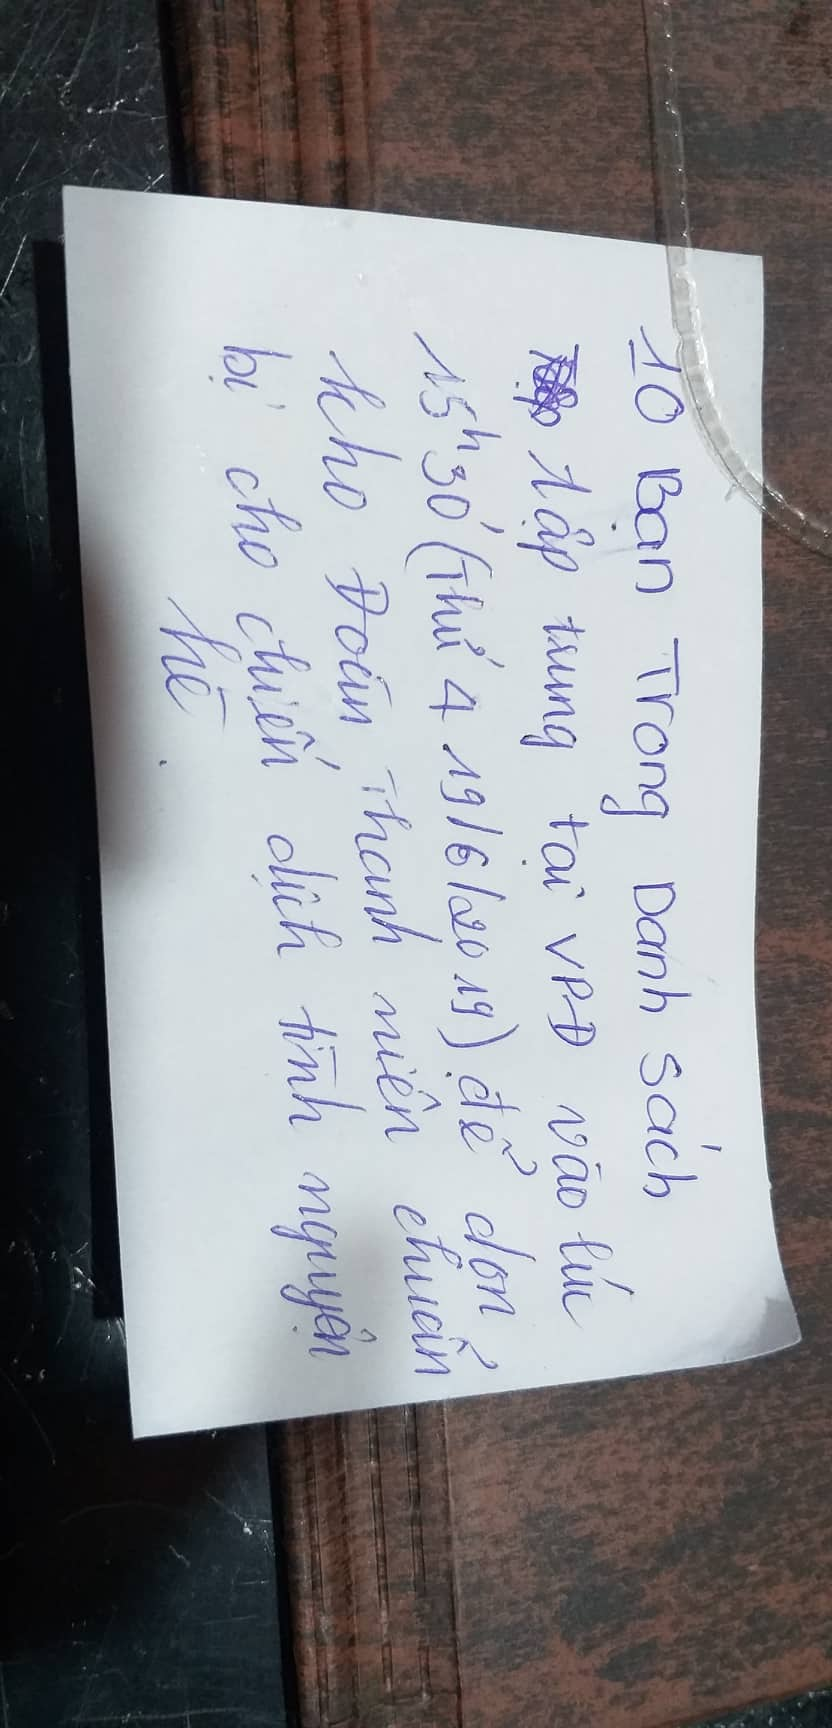 10 Bạn Trong Danh sách
Tập trung tại VPĐ vào lúc
15h30' (Thứ 4 19/6/2019) để dọn
kho Đoàn Thanh niên chuẩn
bị cho chiến dịch tình nguyện
hè.